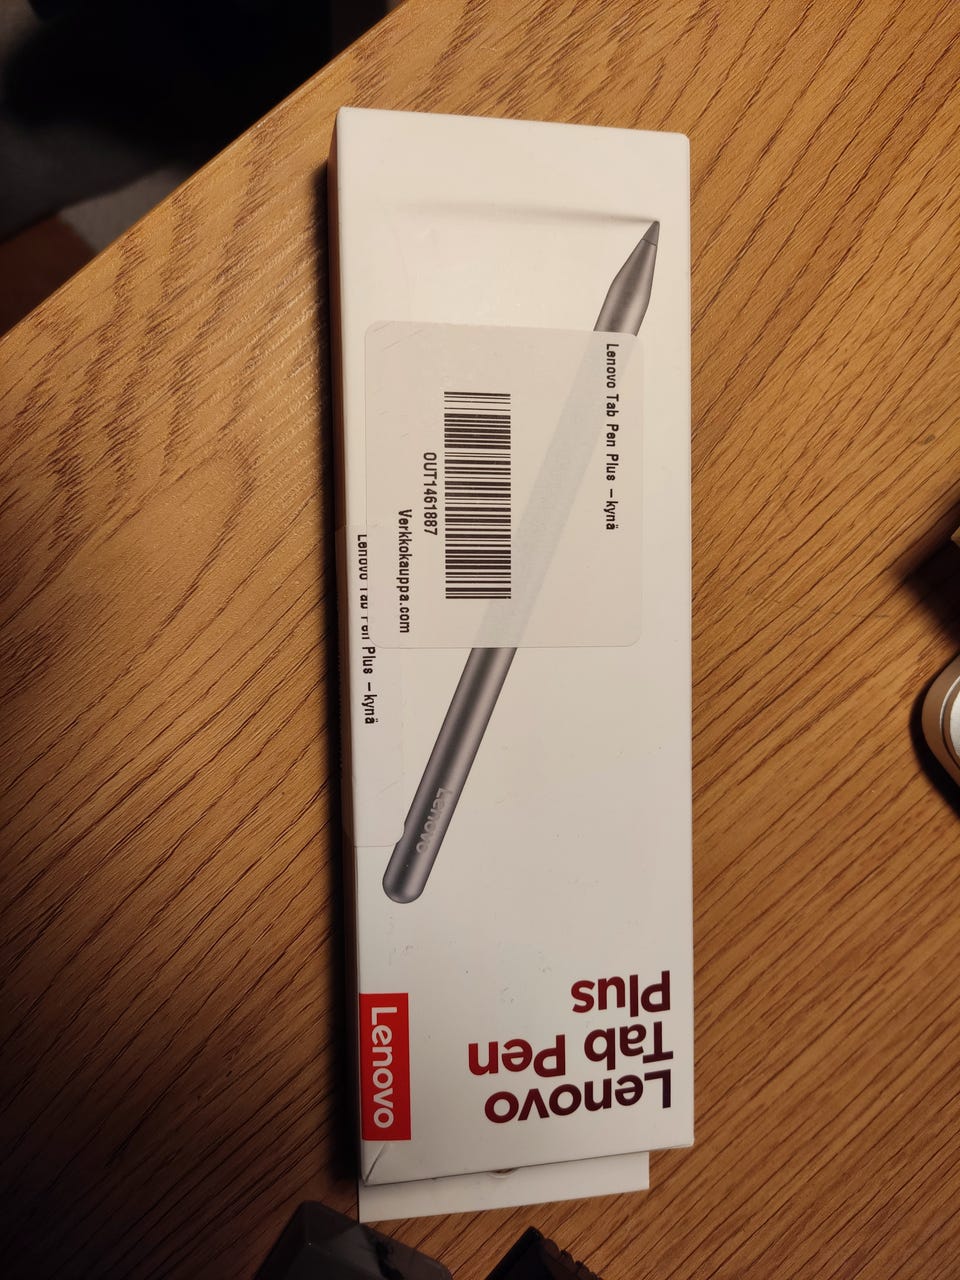 Lenovo
Tab Pen
Plus
Lenovo
Lenovo
Lenovo Tab Pen Plus -kynä
OUT1461887
Verkkokauppa.com
Lenovo Tab Pen Plus -kynä